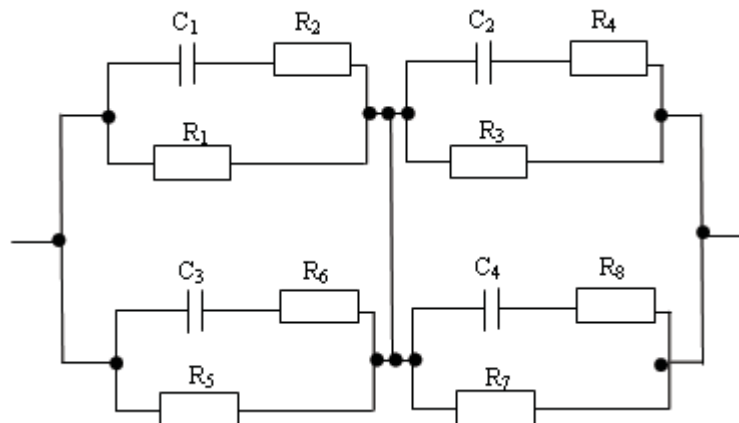 C₁ R₂ C₂ R₄
R₁ R₃
C₃ R₆ C₄ R₈
R₅ R₇